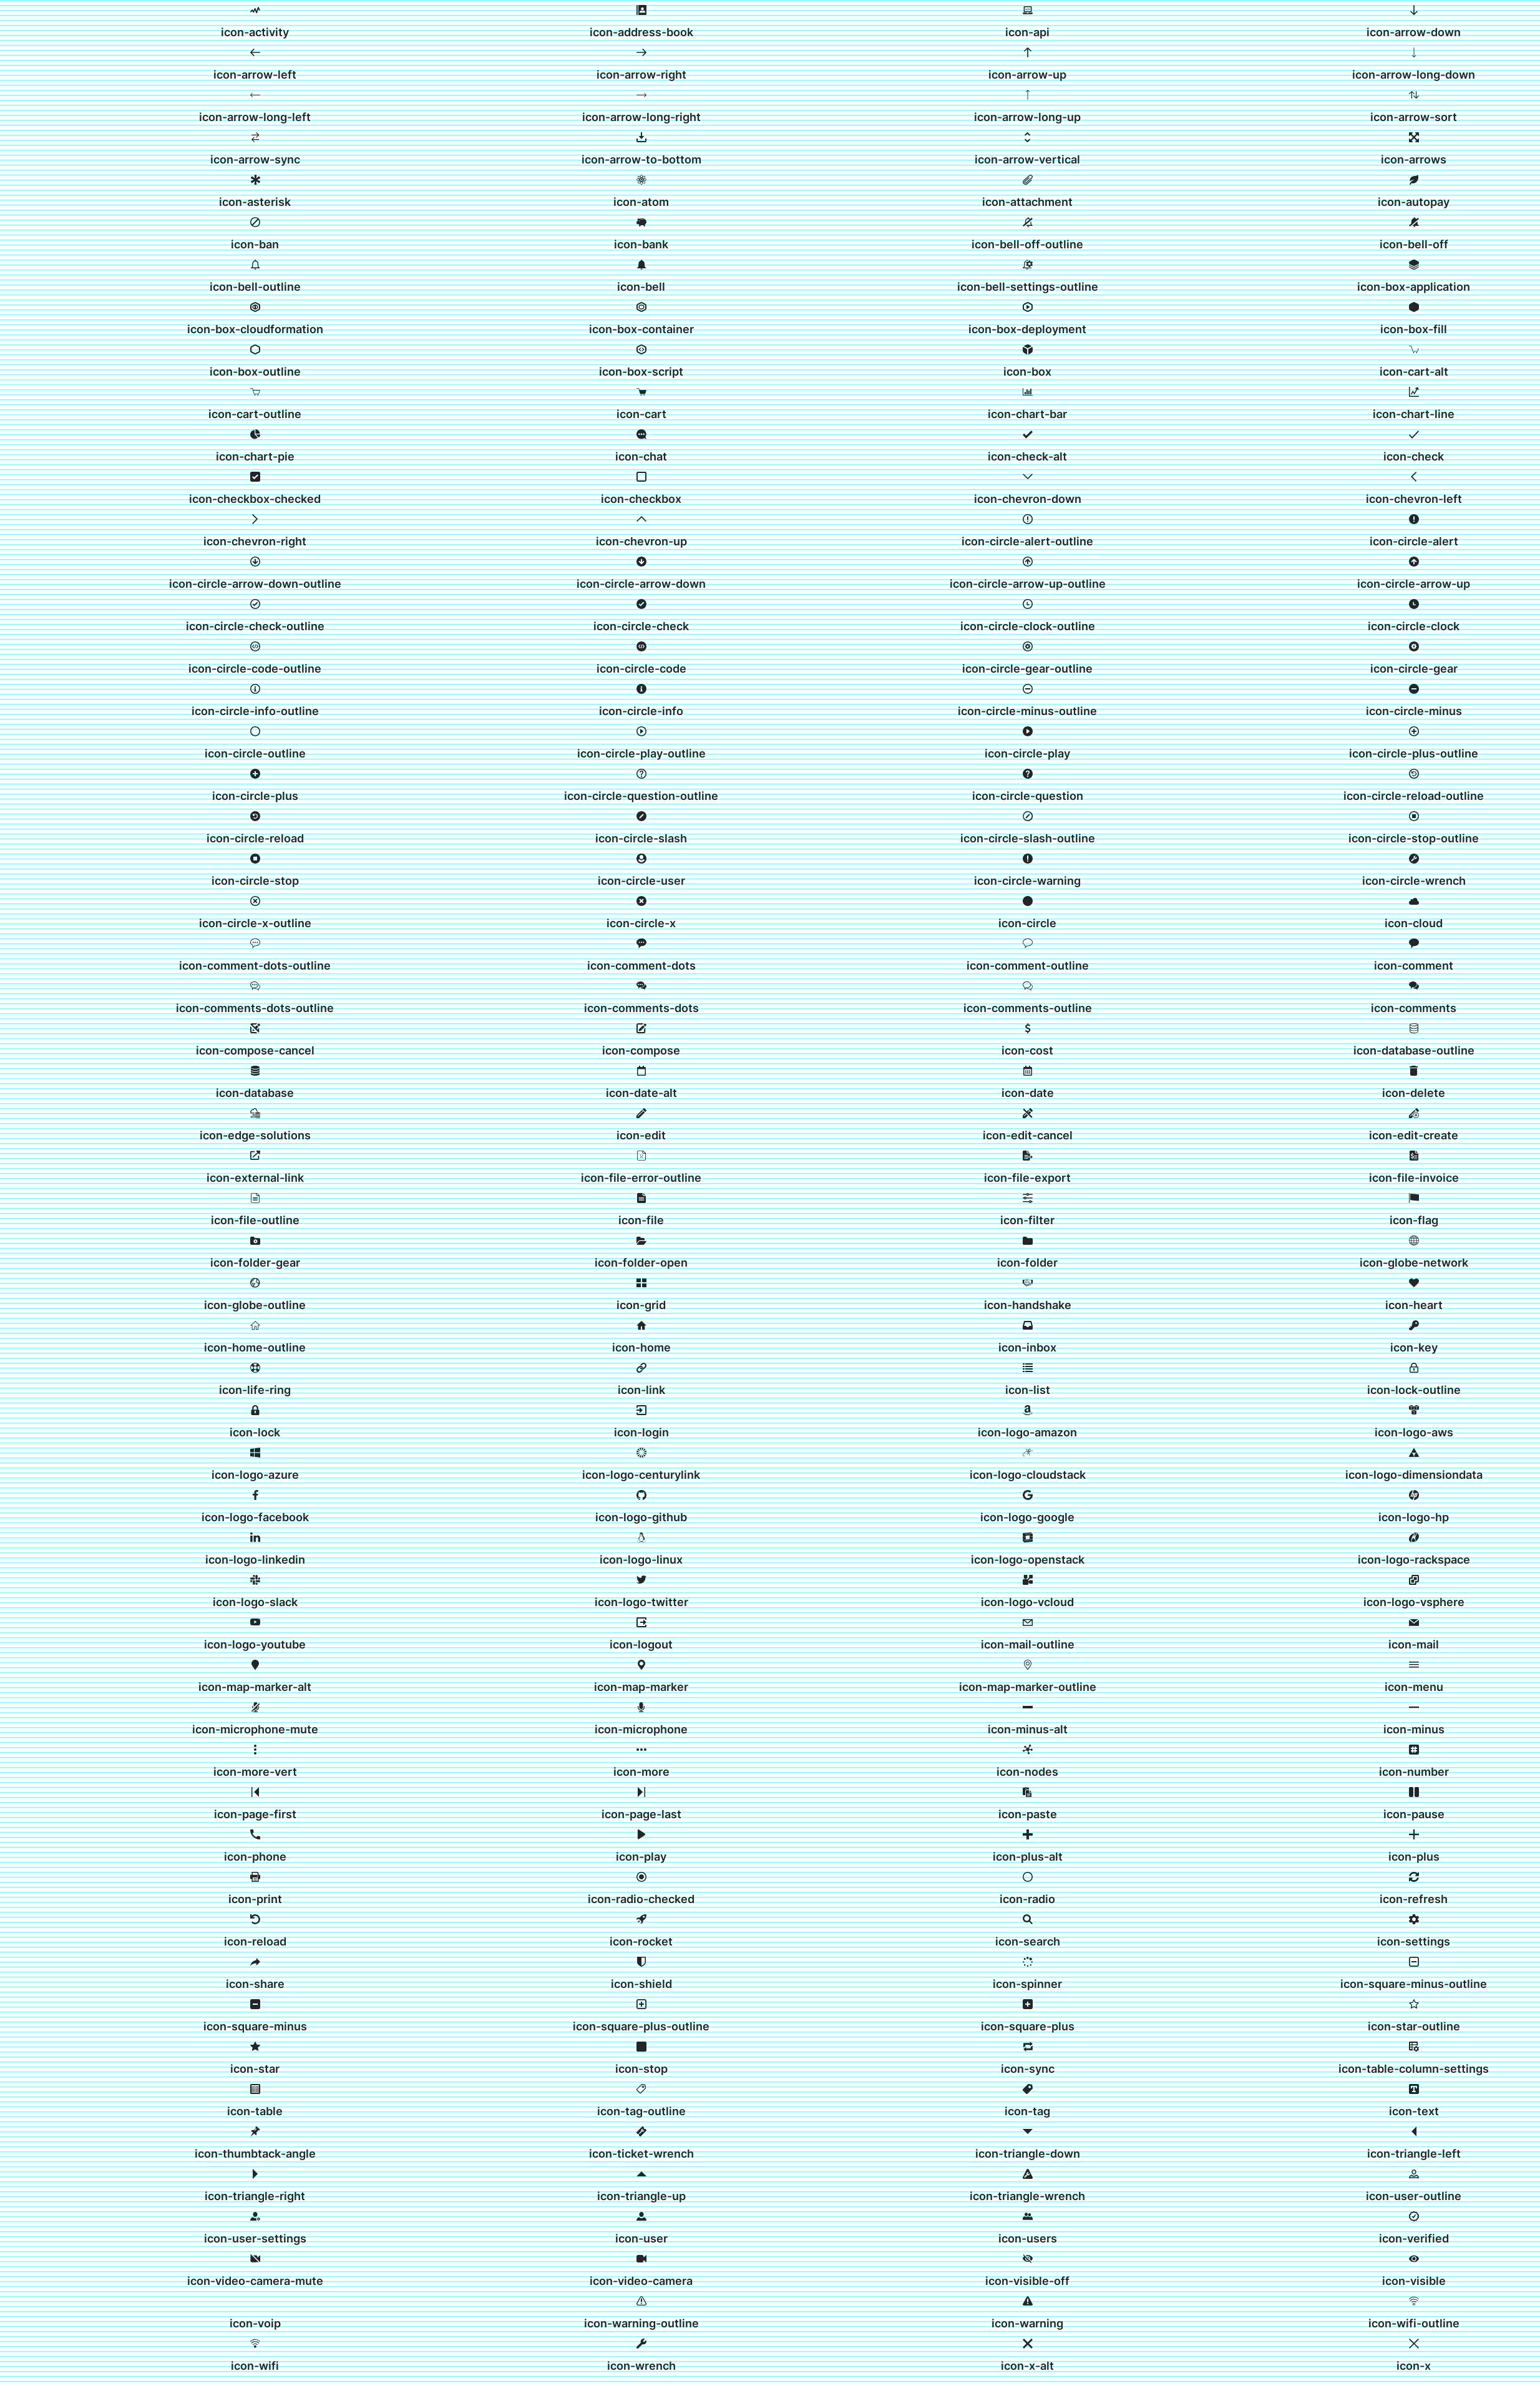 icon-activity icon-address-book icon-api icon-arrow-down
icon-arrow-left icon-arrow-right icon-arrow-up icon-arrow-long-down
icon-arrow-long-left icon-arrow-long-right icon-arrow-long-up icon-arrow-sort
icon-arrow-sync icon-arrow-to-bottom icon-arrow-vertical icon-arrows
icon-asterisk icon-atom icon-attachment icon-autopay
icon-ban icon-bank icon-bell-off-outline icon-bell-off
icon-bell-outline icon-bell icon-bell-settings-outline icon-box-application
icon-box-cloudformation icon-box-container icon-box-deployment icon-box-fill
icon-box-outline icon-box-script icon-box icon-cart-alt
icon-cart-outline icon-cart icon-chart-bar icon-chart-line
icon-chart-pie icon-chat icon-check-alt icon-check
icon-checkbox-checked icon-checkbox icon-chevron-down icon-chevron-left
icon-chevron-right icon-chevron-up icon-circle-alert-outline icon-circle-alert
icon-circle-arrow-down-outline icon-circle-arrow-down icon-circle-arrow-up-outline icon-circle-arrow-up
icon-circle-check-outline icon-circle-check icon-circle-clock-outline icon-circle-clock
icon-circle-code-outline icon-circle-code icon-circle-gear-outline icon-circle-gear
icon-circle-info-outline icon-circle-info icon-circle-minus-outline icon-circle-minus
icon-circle-outline icon-circle-play-outline icon-circle-play icon-circle-plus-outline
icon-circle-plus icon-circle-question-outline icon-circle-question icon-circle-reload-outline
icon-circle-reload icon-circle-slash icon-circle-slash-outline icon-circle-stop-outline
icon-circle-stop icon-circle-user icon-circle-warning icon-circle-wrench
icon-circle-x-outline icon-circle-x icon-circle icon-cloud
icon-comment-dots-outline icon-comment-dots icon-comment-outline icon-comment
icon-comments-dots-outline icon-comments-dots icon-comments-outline icon-comments
icon-compose-cancel icon-compose icon-cost icon-database-outline
icon-database icon-date-alt icon-date icon-delete
icon-edge-solutions icon-edit icon-edit-cancel icon-edit-create
icon-external-link icon-file-error-outline icon-file-export icon-file-invoice
icon-file-outline icon-file icon-filter icon-flag
icon-folder-gear icon-folder-open icon-folder icon-globe-network
icon-globe-outline icon-grid icon-handshake icon-heart
icon-home-outline icon-home icon-inbox icon-key
icon-life-ring icon-link icon-list icon-lock-outline
icon-lock icon-login icon-logo-amazon icon-logo-aws
icon-logo-azure icon-logo-centurylink icon-logo-cloudstack icon-logo-dimensiondata
icon-logo-facebook icon-logo-github icon-logo-google icon-logo-hp
icon-logo-linkedin icon-logo-linux icon-logo-openstack icon-logo-rackspace
icon-logo-slack icon-logo-twitter icon-logo-vcloud icon-logo-vsphere
icon-logo-youtube icon-logout icon-mail-outline icon-mail
icon-map-marker-alt icon-map-marker icon-map-marker-outline icon-menu
icon-microphone-mute icon-microphone icon-minus-alt icon-minus
icon-more-vert icon-more icon-nodes icon-number
icon-page-first icon-page-last icon-paste icon-pause
icon-phone icon-play icon-plus-alt icon-plus
icon-print icon-radio-checked icon-radio icon-refresh
icon-reload icon-rocket icon-search icon-settings
icon-share icon-shield icon-spinner icon-square-minus-outline
icon-square-minus icon-square-plus-outline icon-square-plus icon-star-outline
icon-star icon-stop icon-sync icon-table-column-settings
icon-table icon-tag-outline icon-tag icon-text
icon-thumbtack-angle icon-ticket-wrench icon-triangle-down icon-triangle-left
icon-triangle-right icon-triangle-up icon-triangle-wrench icon-user-outline
icon-user-settings icon-user icon-users icon-verified
icon-video-camera-mute icon-video-camera icon-visible-off icon-visible
icon-voip icon-warning-outline icon-warning icon-wifi-outline
icon-wifi icon-wrench icon-x-alt icon-x